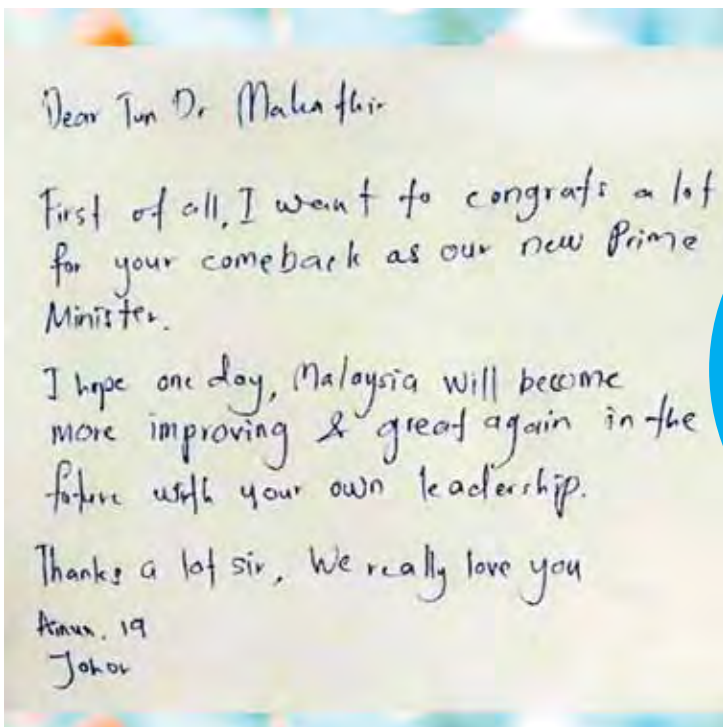 Dear Tun Dr Mahathir
First of all, I want to congrats a lot
for your comeback as our new Prime
Minister.
I hope one day, Malaysia will become
more improving & great again in the
future with your own leadership.
Thanks a lot sir, We really love you
Ainun. 19
Johor